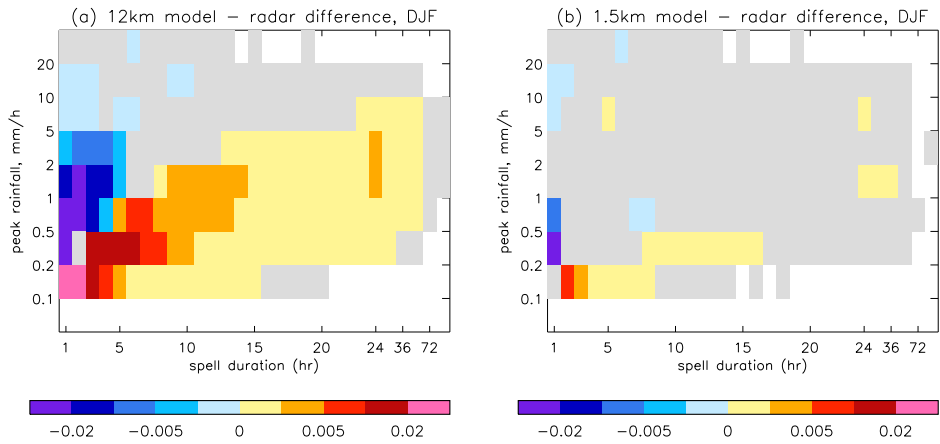 (a) 12km model − radar difference, DJF
peak rainfall, mm/h
20
10
5
2
1
0.5
0.2
0.1
1 5 10 15 20 24 36 72
spell duration (hr)
−0.02 −0.005 0 0.005 0.02
(b) 1.5km model − radar difference, DJF
peak rainfall, mm/h
20
10
5
2
1
0.5
0.2
0.1
1 5 10 15 20 24 36 72
spell duration (hr)
−0.02 −0.005 0 0.005 0.02